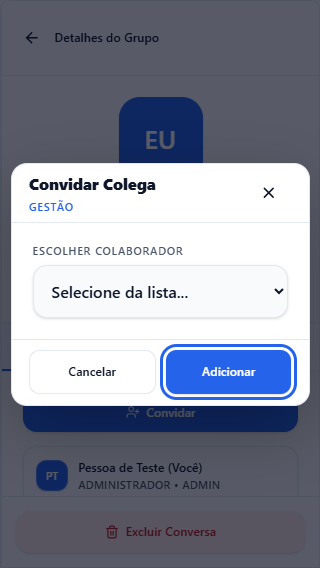 Detalhes do Grupo
EU
Convidar Colega
GESTÃO
ESCOLHER COLABORADOR
Selecione da lista...
Cancelar
Adicionar
Convidar
PT
Pessoa de Teste (Você)
ADMINISTRADOR • ADMIN
Excluir Conversa